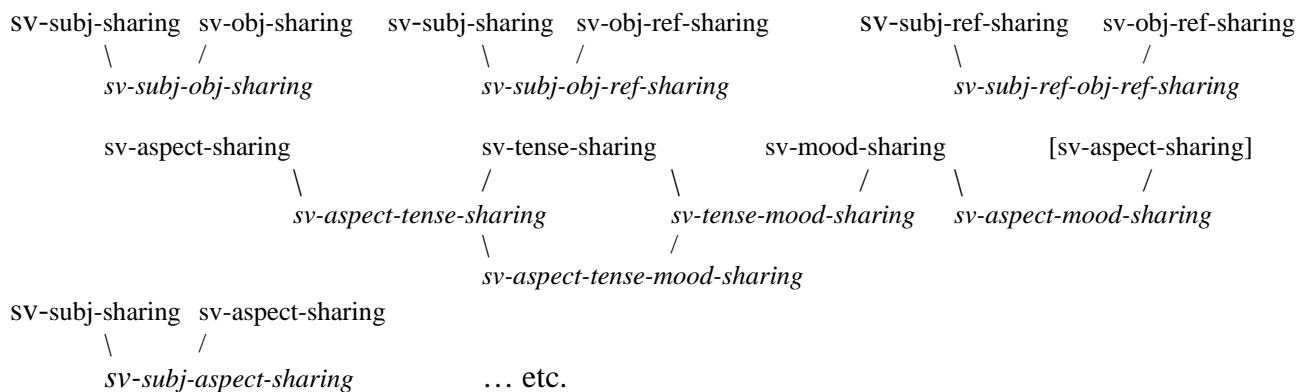 sv-subj-sharing sv-obj-sharing sv-subj-sharing sv-obj-ref-sharing sv-subj-ref-sharing sv-obj-ref-sharing
\ / \ / \ /
sv-subj-obj-sharing sv-subj-obj-ref-sharing sv-subj-ref-obj-ref-sharing
sv-aspect-sharing sv-tense-sharing sv-mood-sharing [sv-aspect-sharing]
\ / \ / \ /
sv-aspect-tense-sharing sv-tense-mood-sharing sv-aspect-mood-sharing
\ /
sv-aspect-tense-mood-sharing
sv-subj-sharing sv-aspect-sharing
\ /
sv-subj-aspect-sharing … etc.